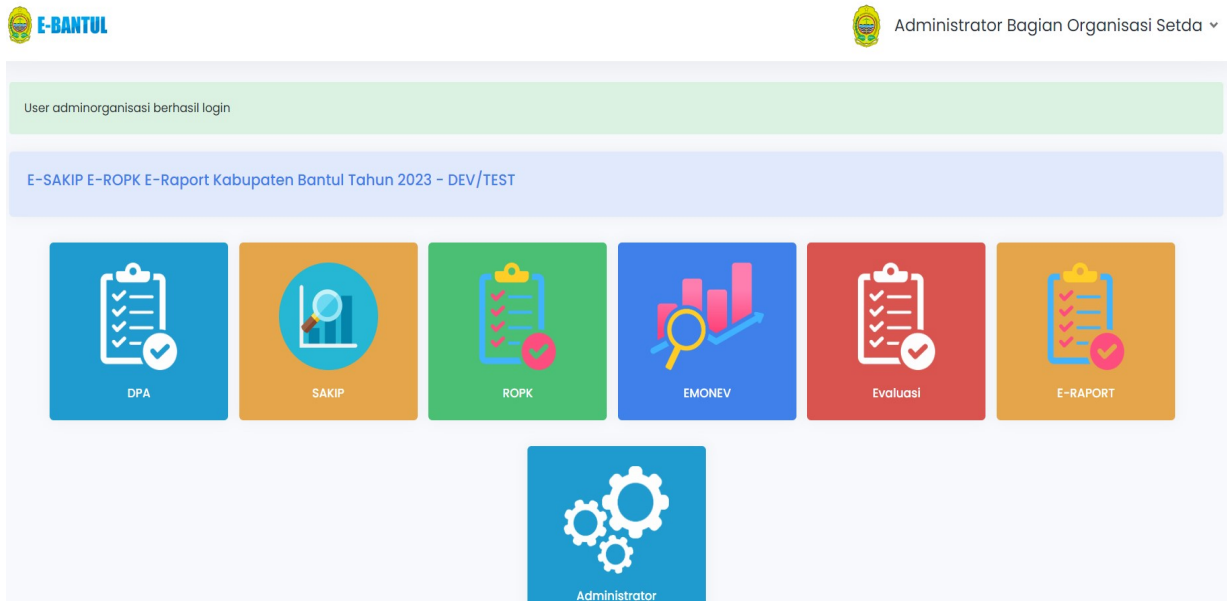 E-BANTUL
Administrator Bagian Organisasi Setda
User adminorganisasi berhasil login
E-SAKIP E-ROPK E-Raport Kabupaten Bantul Tahun 2023 - DEV/TEST
DPA
SAKIP
ROPK
EMONEV
Evaluasi
E-RAPORT
Administrator